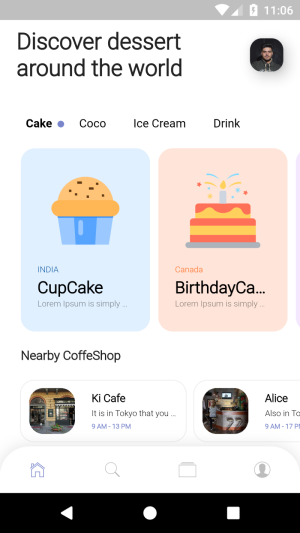 11:06
Discover dessert
around the world
Cake Coco Ice Cream Drink
INDIA
CupCake
Lorem Ipsum is simply ...
Canada
BirthdayCa...
Lorem Ipsum is simply ...
Nearby CoffeShop
Ki Cafe
It is in Tokyo that you ...
9 AM - 13 PM
Alice
Also in To
9 AM - 17 P